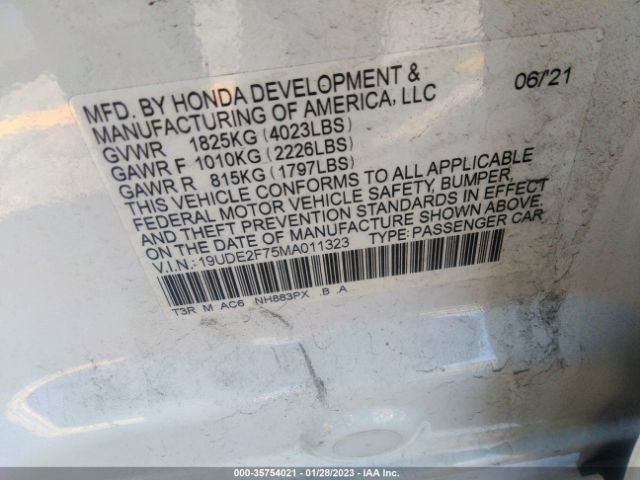 MFD. BY HONDA DEVELOPMENT & 06/'21
MANUFACTURING OF AMERICA, LLC
GVWR 1825KG(4023LBS)
GAWR F 1010KG(2226LBS)
GAWR R 815KG(1797LBS)
THIS VEHICLE CONFORMS TO ALL APPLICABLE
FEDERAL MOTOR VEHICLE SAFETY, BUMPER,
AND THEFT PREVENTION STANDARDS IN EFFECT
ON THE DATE OF MANUFACTURE SHOWN ABOVE.
V.I.N.:19UDE2F75MA011323 TYPE:PASSENGER CAR
T3R M AC6 NH883PX .B .A
000-35754021 - 01/28/2023 - IAA Inc.